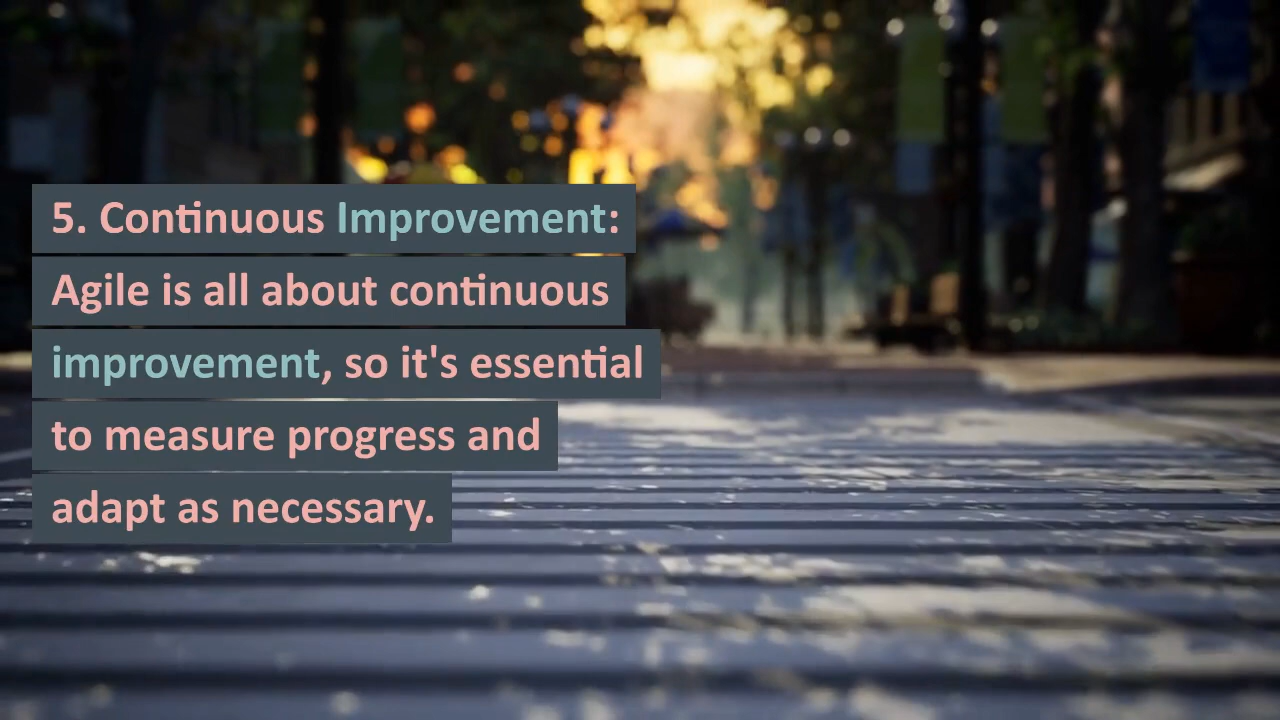 5. Continuous Improvement:
Agile is all about continuous
improvement, so it's essential
to measure progress and
adapt as necessary.